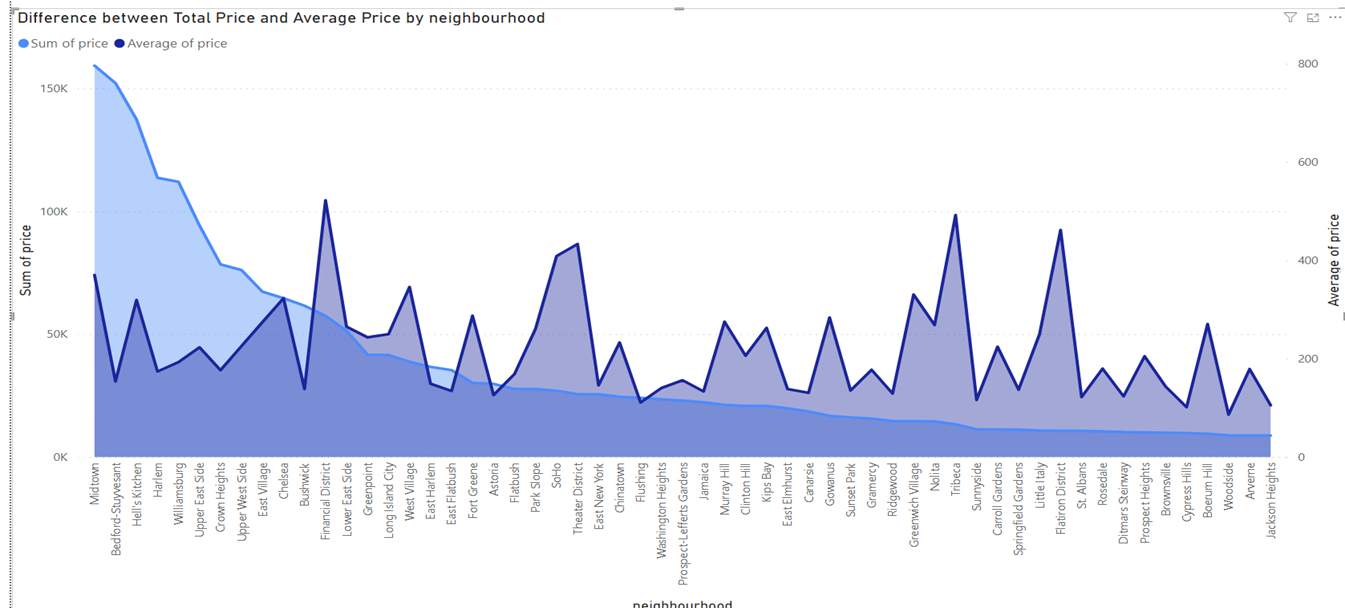 Difference between Total Price and Average Price by neighbourhood
Sum of price Average of price
150K
100K
50K
0K
Sum of price
800
600
400
200
0
Average of price
Midtown
Bedford-Stuyvesant
Hell's Kitchen
Harlem
Williamsburg
Upper East Side
Crown Heights
Upper West Side
East Village
Chelsea
Bushwick
Financial District
Lower East Side
Greenpoint
Long Island City
West Village
East Harlem
East Flatbush
Fort Greene
Astoria
Flatbush
Park Slope
SoHo
Theater District
East New York
Chinatown
Flushing
Washington Heights
Prospect-Lefferts Gardens
Jamaica
Murray Hill
Clinton Hill
Kips Bay
East Elmhurst
Canarsie
Gowanus
Sunset Park
Gramercy
Ridgewood
Greenwich Village
Nolita
Tribeca
Sunnyside
Carroll Gardens
Springfield Gardens
Little Italy
Flatiron District
St. Albans
Rosedale
Ditmars Steinway
Prospect Heights
Brownsville
Cypress Hills
Boerum Hill
Woodside
Arverne
Jackson Heights
neighbourhood